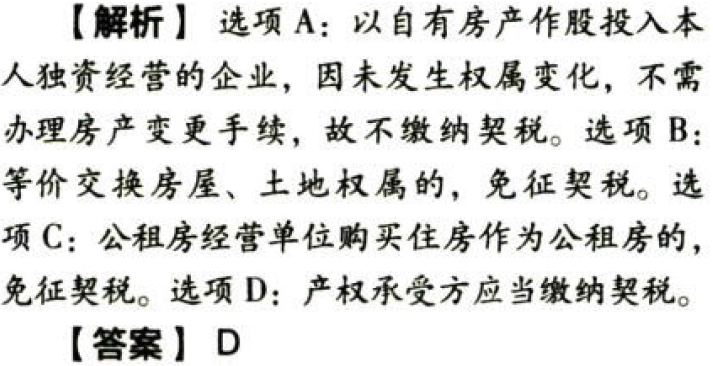 【解析】 选项 A：以自有房产作股投入本
人独资经营的企业，因未发生权属变化，不需
办理房产变更手续，故不缴纳契税。选项 B：
等价交换房屋、土地权属的，免征契税。选
项 C：公租房经营单位购买住房作为公租房的，
免征契税。选项 D：产权承受方应当缴纳契税。
【答案】 D